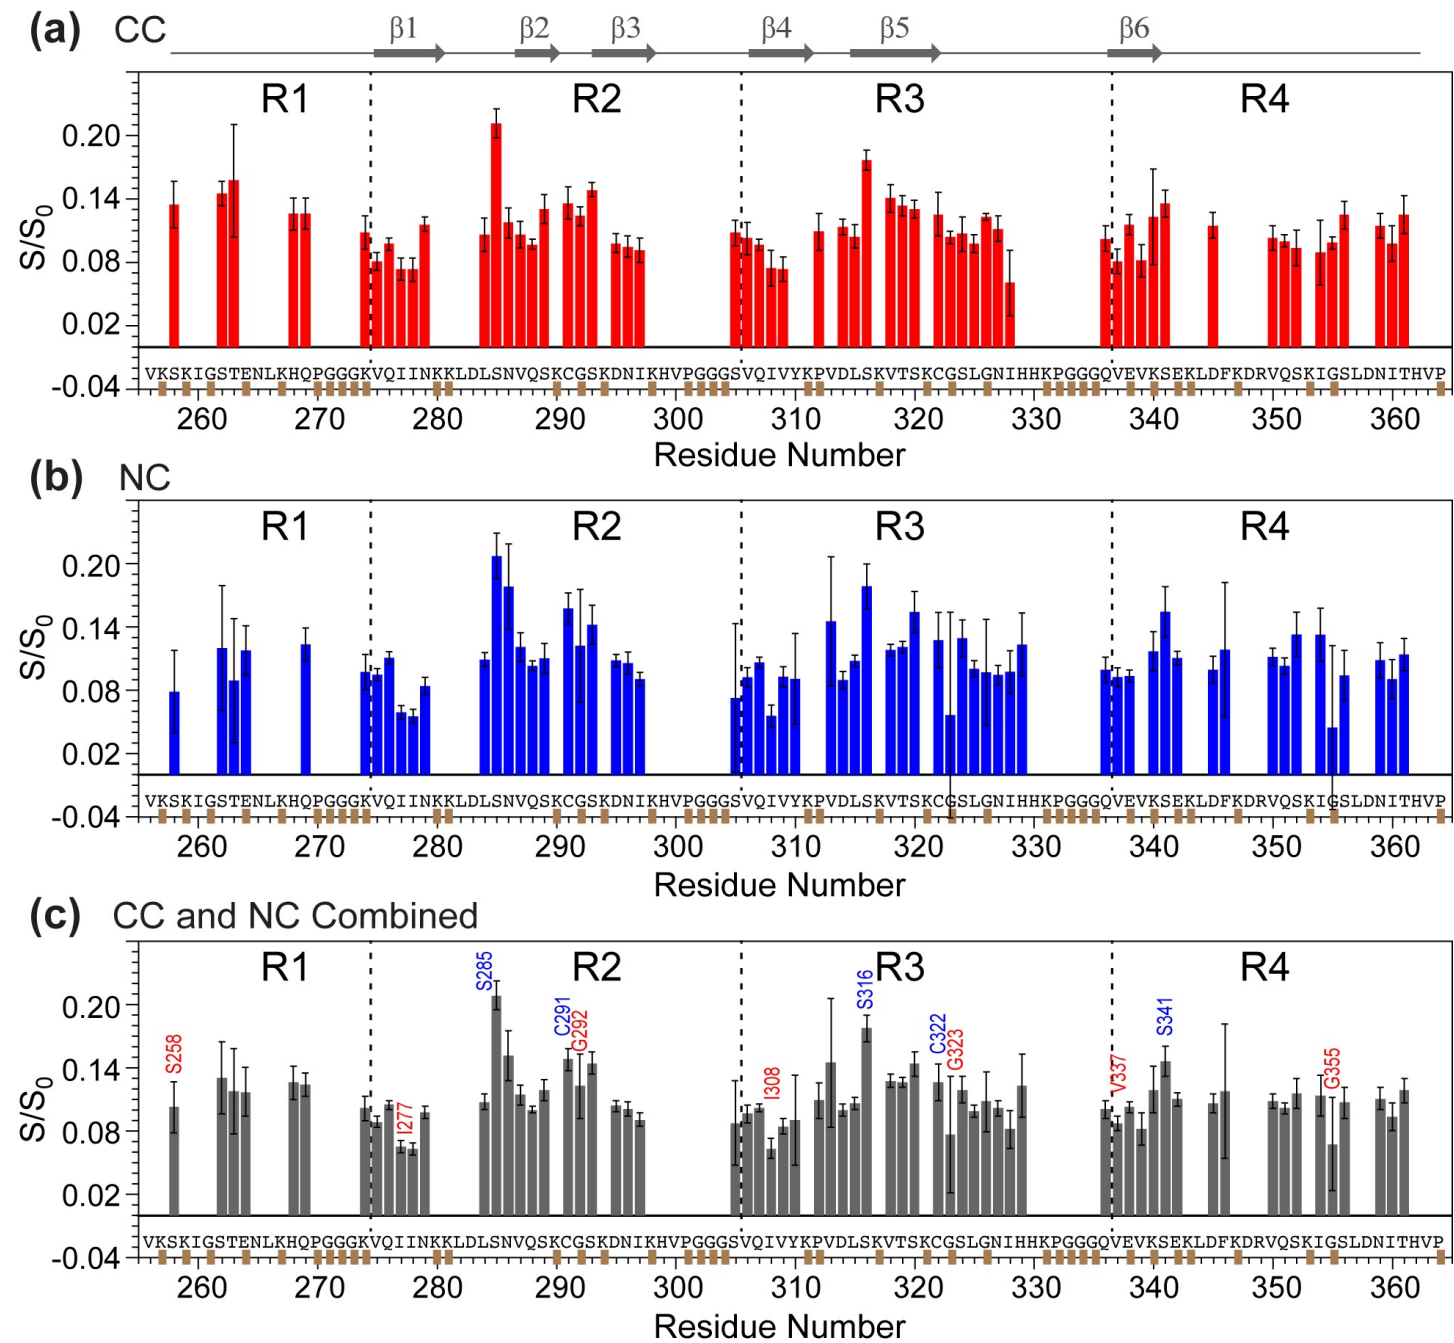 (a) CC
β1 β2 β3 β4 β5 β6
R1 R2 R3 R4
S/S0
0.20
0.14
0.08
0.02
-0.04
VKSKIGSTENLKHQPGGGKVQIINKKLDLSNVQSKCGSKDNIKHVPGGGSVQIVYKPVDLSKVTSKCGSLGNIHHKPGGGQVEVKSEKLDFKDRVQSKIGSLDNITHVP
260 270 280 290 300 310 320 330 340 350 360
Residue Number
(b) NC
R1 R2 R3 R4
S/S0
0.20
0.14
0.08
0.02
-0.04
VKSKIGSTENLKHQPGGGKVQIINKKLDLSNVQSKCGSKDNIKHVPGGGSVQIVYKPVDLSKVTSKCGSLGNIHHKPGGGQVEVKSEKLDFKDRVQSKIGSLDNITHVP
260 270 280 290 300 310 320 330 340 350 360
Residue Number
(c) CC and NC Combined
R1 R2 R3 R4
S258 I277 S285 C291 G292 I308 S316 C322 G323 V337 S341 G355
S/S0
0.20
0.14
0.08
0.02
-0.04
VKSKIGSTENLKHQPGGGKVQIINKKLDLSNVQSKCGSKDNIKHVPGGGSVQIVYKPVDLSKVTSKCGSLGNIHHKPGGGQVEVKSEKLDFKDRVQSKIGSLDNITHVP
260 270 280 290 300 310 320 330 340 350 360
Residue Number